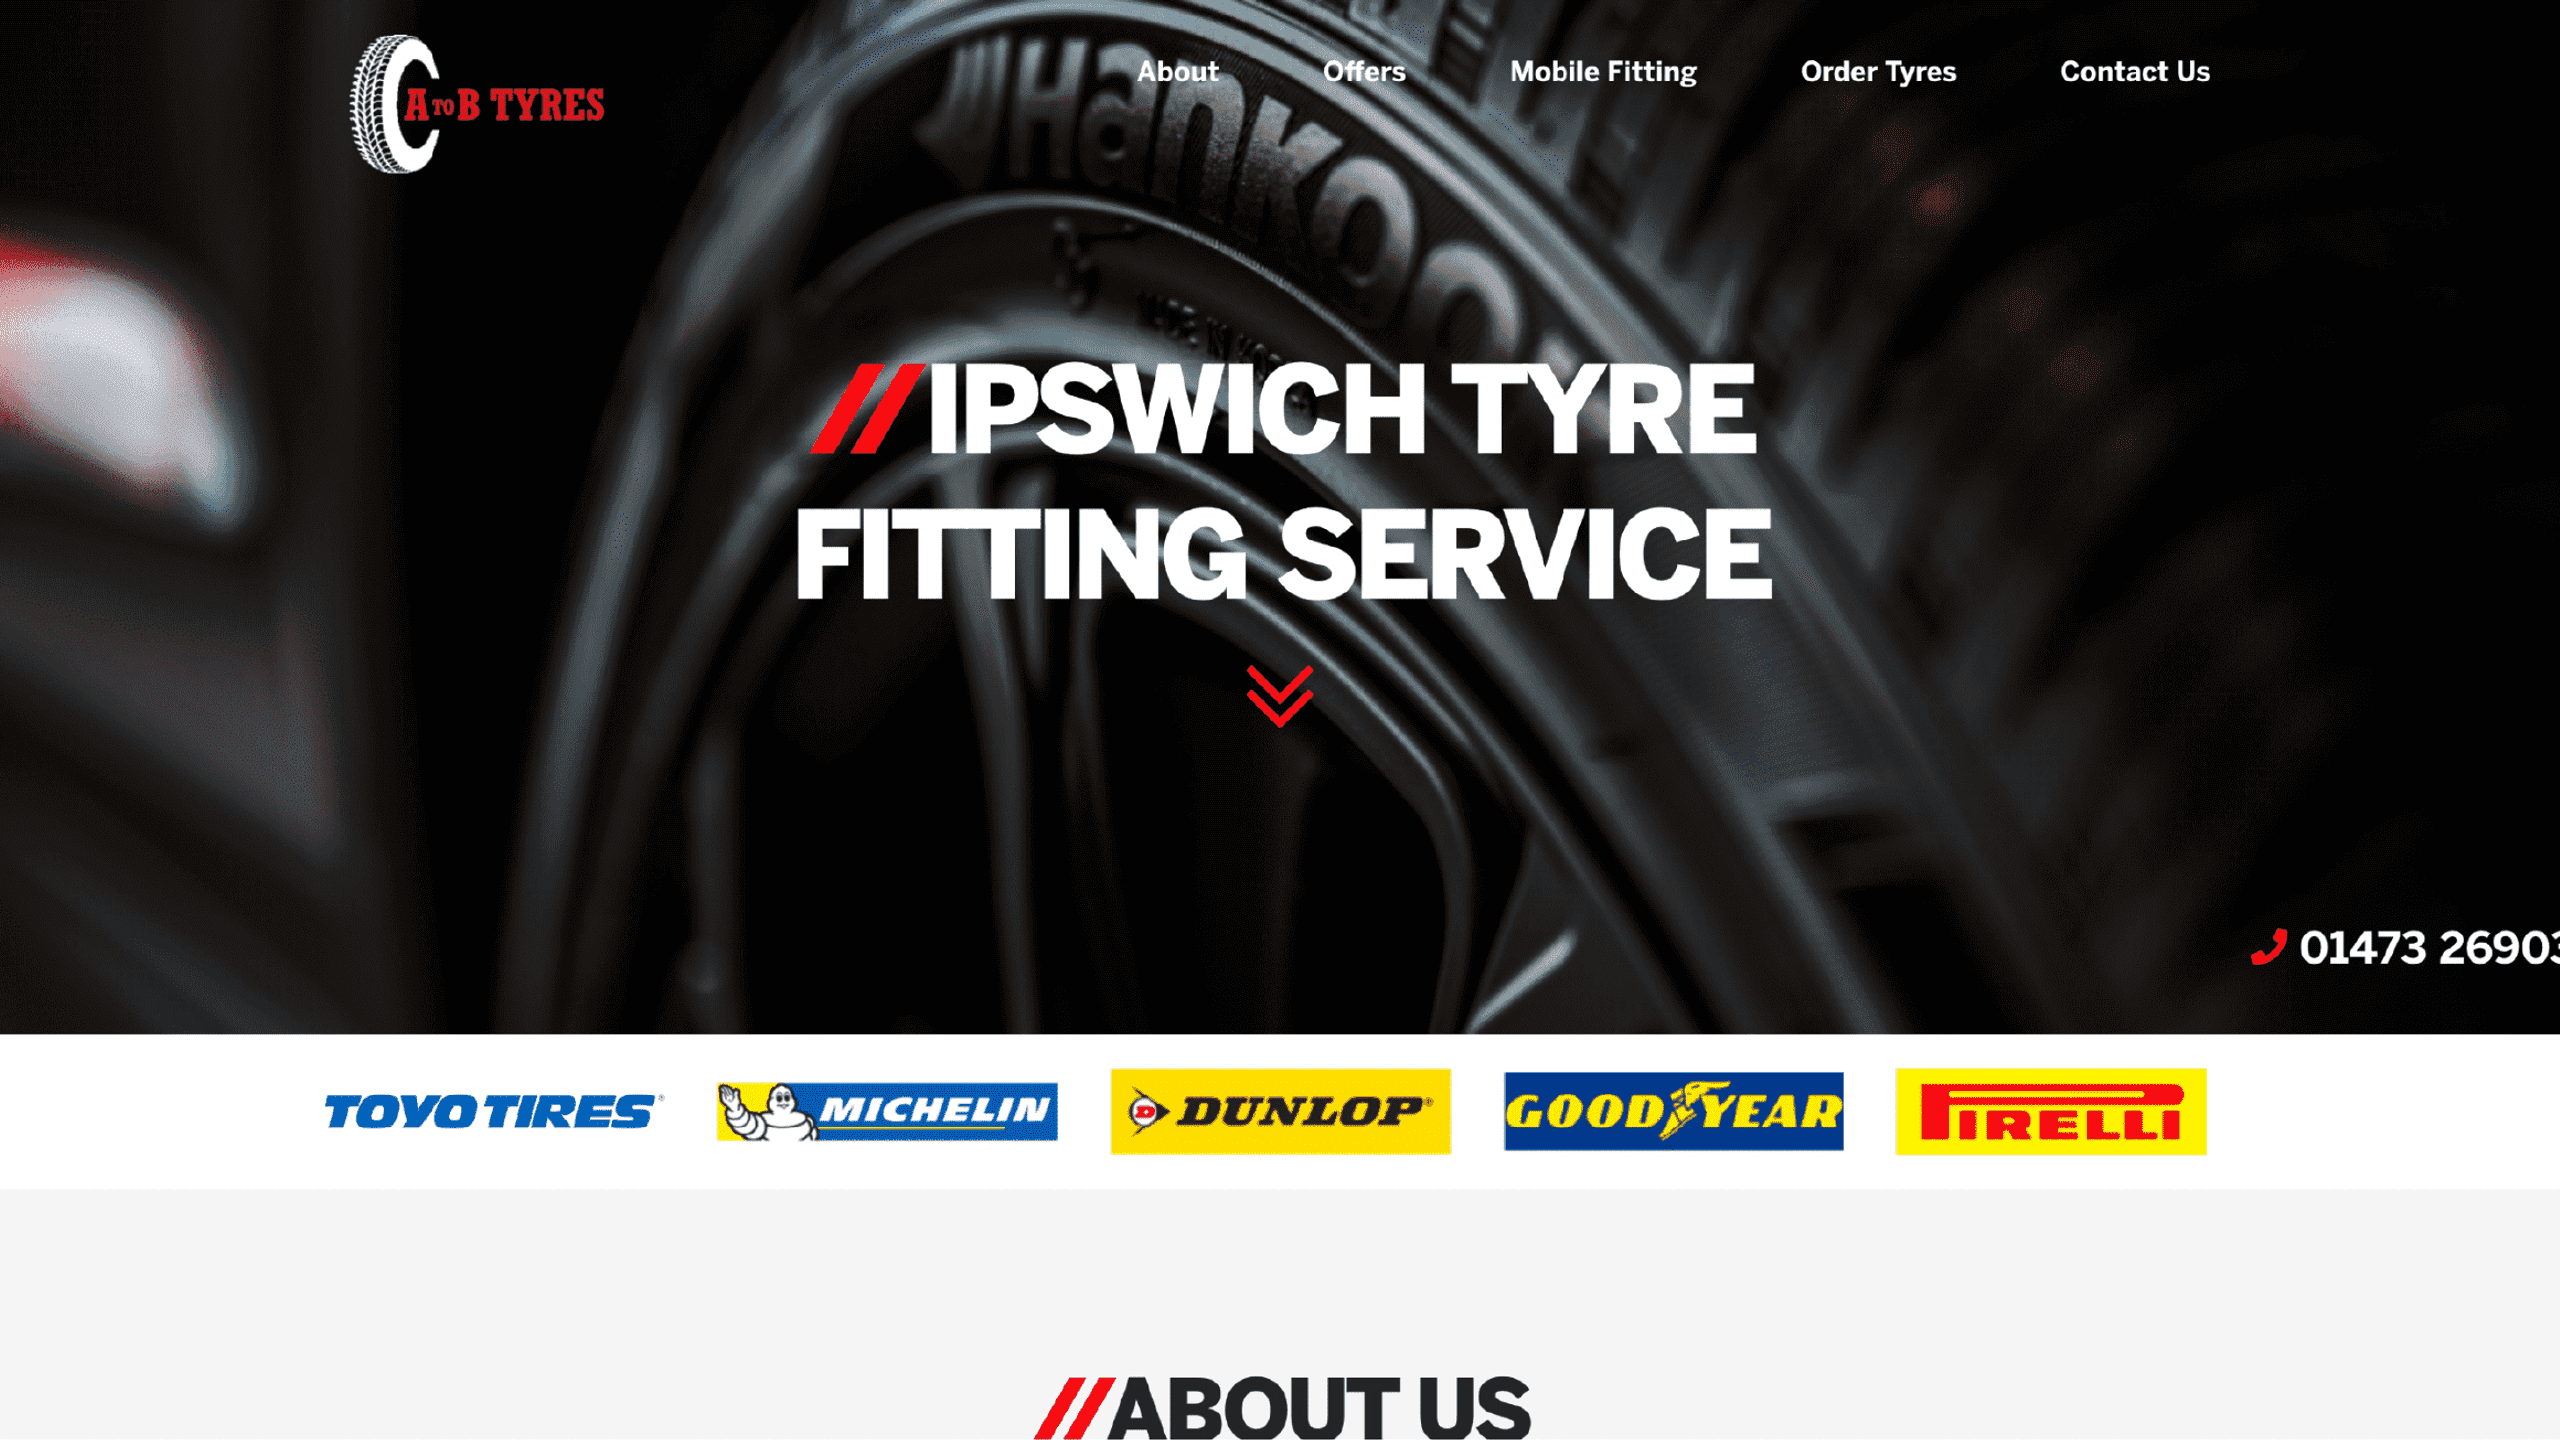 A TO B TYRES
About
Offers
Mobile Fitting
Order Tyres
Contact Us
Hankoo
//IPSWICH TYRE
FITTING SERVICE
01473 26903
TOYO TIRES®
MICHELIN
DUNLOP®
GOODYEAR
PIRELLI
//ABOUT US